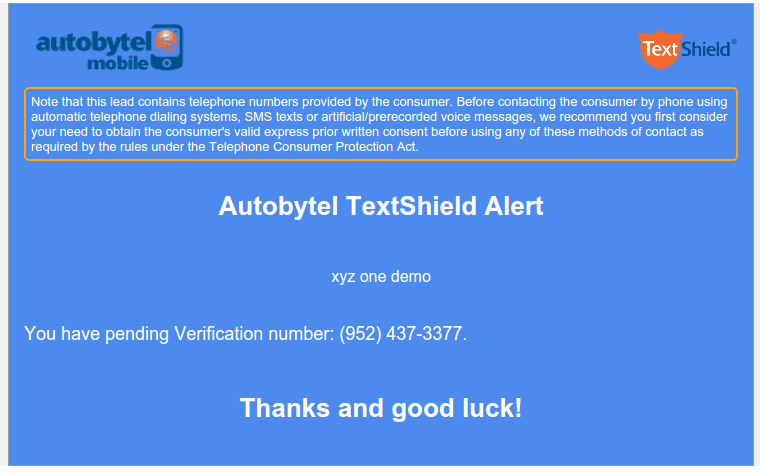 autobytel
mobile
TextShield®
Note that this lead contains telephone numbers provided by the consumer. Before contacting the consumer by phone using
automatic telephone dialing systems, SMS texts or artificial/prerecorded voice messages, we recommend you first consider
your need to obtain the consumer's valid express prior written consent before using any of these methods of contact as
required by the rules under the Telephone Consumer Protection Act.
Autobytel TextShield Alert
xyz one demo
You have pending Verification number: (952) 437-3377.
Thanks and good luck!